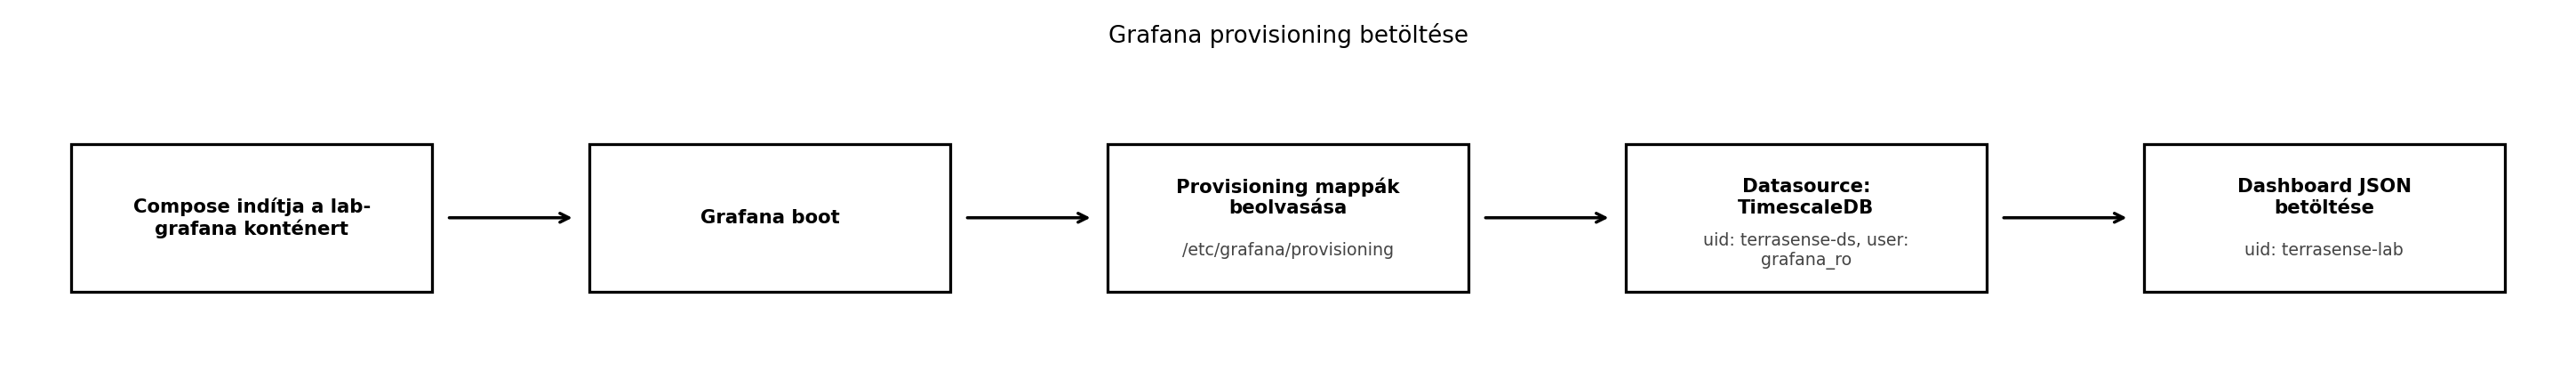 Grafana provisioning betöltése
Compose indítja a lab-
grafana konténert
Grafana boot
Provisioning mappák
beolvasása
/etc/grafana/provisioning
Datasource:
TimescaleDB
uid: terrasense-ds, user:
grafana_ro
Dashboard JSON
betöltése
uid: terrasense-lab